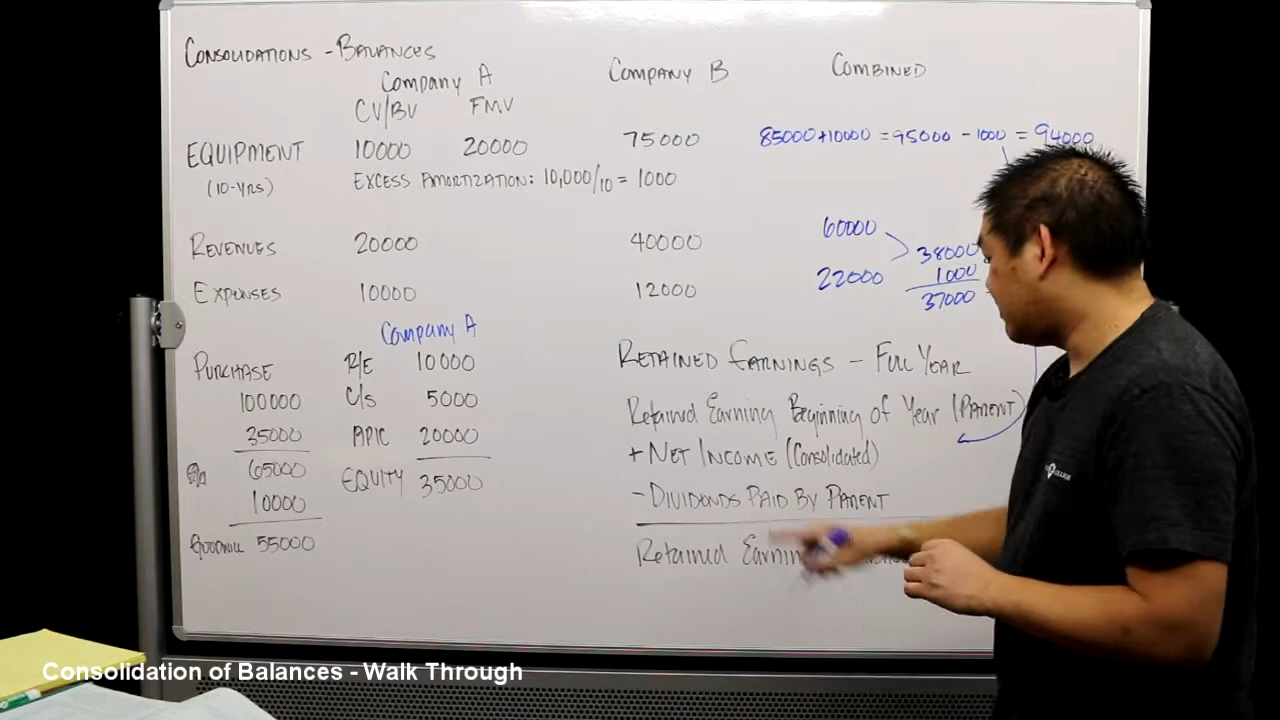 CONSOLIDATIONS - BALANCES
Company A
COMPANY B
COMBINED
CV/BV FMV
EQUIPMENT 10000 20000 75000 85000+10000 = 95000 - 1000 = 94000
(10-YRS) EXCESS AMORTIZATION: 10,000/10 = 1000
REVENUES 20000 40000 60000
38000
EXPENSES 10000 12000 22000 1000
37000
Company A
PURCHASE R/E 10000
100000 C/S 5000
35000 APIC 20000
65000 EQUITY 35000
10000
GOODWILL 55000
RETAINED EARNINGS - FULL YEAR
Retained Earning Beginning of Year (PARENT)
+ NET INCOME (Consolidated)
- DIVIDENDS PAID BY PARENT
Retained
Consolidation of Balances - Walk Through